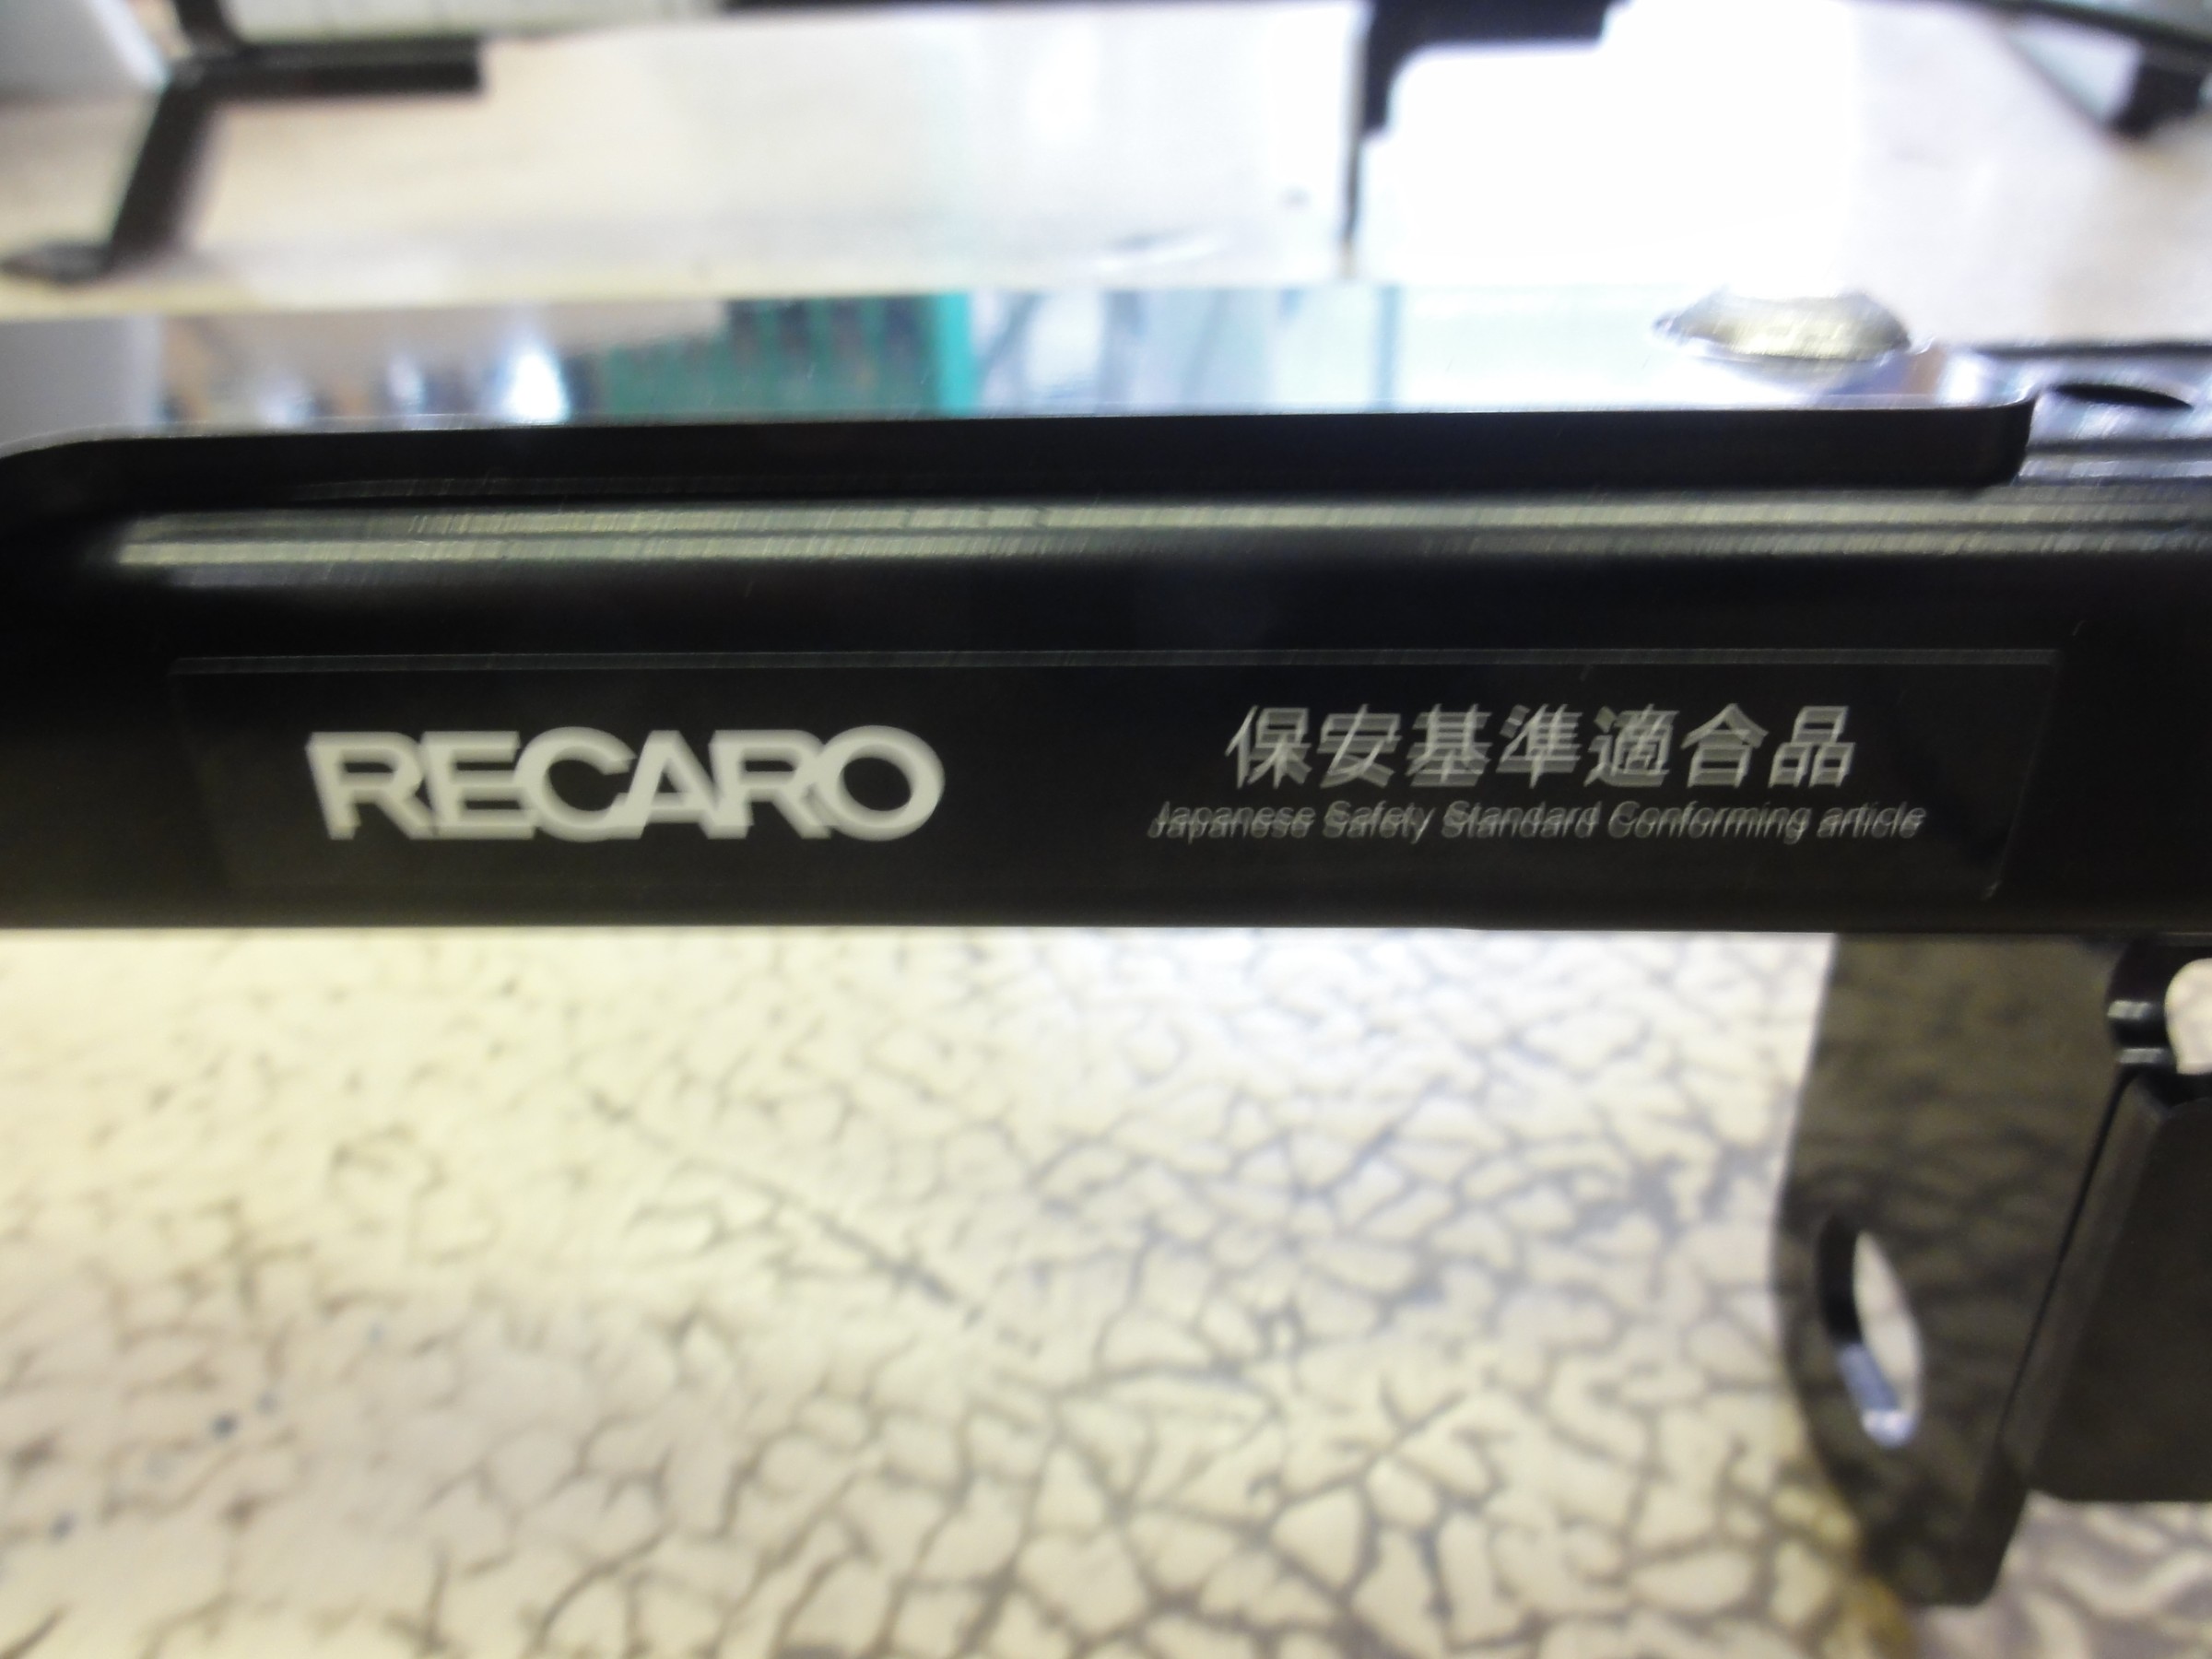 RECARO
保安基準適合品
Japanese Safety Standard Conforming article